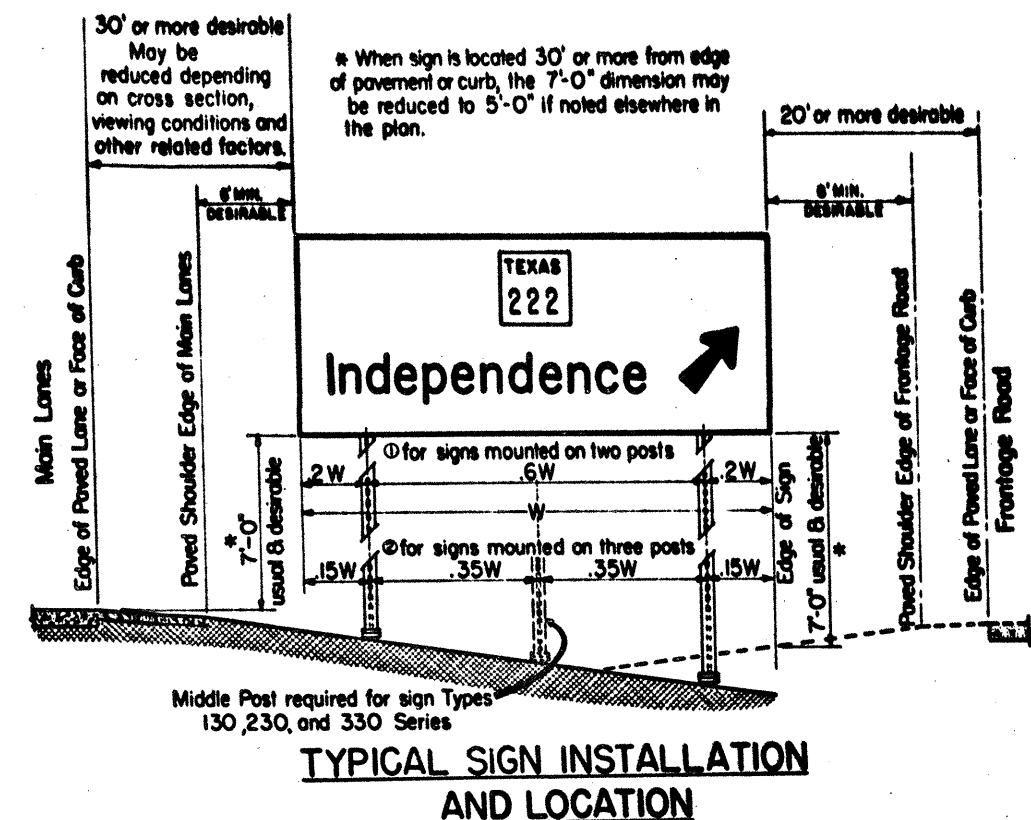 30' or more desirable
May be
reduced depending
on cross section,
viewing conditions and
other related factors.
* When sign is located 30' or more from edge
of pavement or curb, the 7'-0" dimension may
be reduced to 5'-0" if noted elsewhere in
the plan.
20' or more desirable
6' MIN.
DESIRABLE
6' MIN.
DESIRABLE
TEXAS
222
Independence
Main Lanes
Edge of Paved Lane or Face of Curb
Paved Shoulder Edge of Main Lanes
* 7'-0"
usual & desirable
① for signs mounted on two posts
.2W .6W .2W
W
② for signs mounted on three posts
.15W .35W .35W .15W
Edge of Sign
7'-0" usual & desirable *
Paved Shoulder Edge of Frontage Road
Edge of Paved Lane or Face of Curb
Frontage Road
Middle Post required for sign Types
130, 230, and 330 Series
TYPICAL SIGN INSTALLATION
AND LOCATION